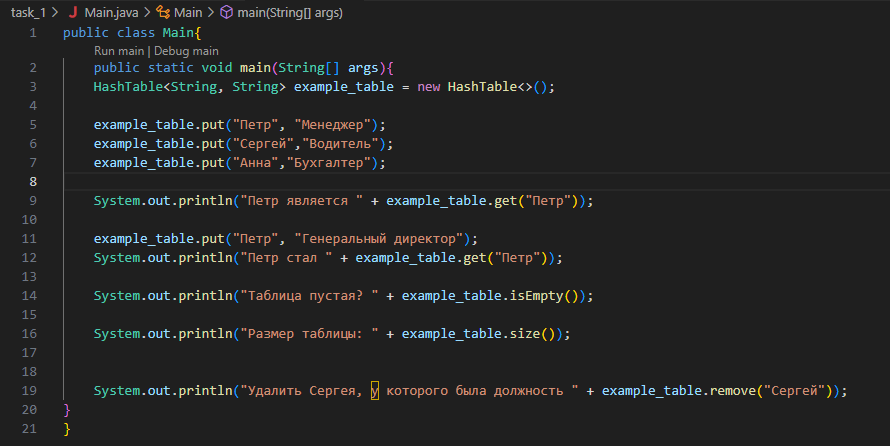 task_1 > J Main.java > Main > main(String[] args)
1 public class Main{
Run main | Debug main
2 public static void main(String[] args){
3 HashTable<String, String> example_table = new HashTable<>();
4
5 example_table.put("Петр", "Менеджер");
6 example_table.put("Сергей","Водитель");
7 example_table.put("Анна","Бухгалтер");
8
9 System.out.println("Петр является " + example_table.get("Петр"));
10
11 example_table.put("Петр", "Генеральный директор");
12 System.out.println("Петр стал " + example_table.get("Петр"));
13
14 System.out.println("Таблица пустая? " + example_table.isEmpty());
15
16 System.out.println("Размер таблицы: " + example_table.size());
17
18
19 System.out.println("Удалить Сергея, у которого была должность " + example_table.remove("Сергей"));
20 }
21 }